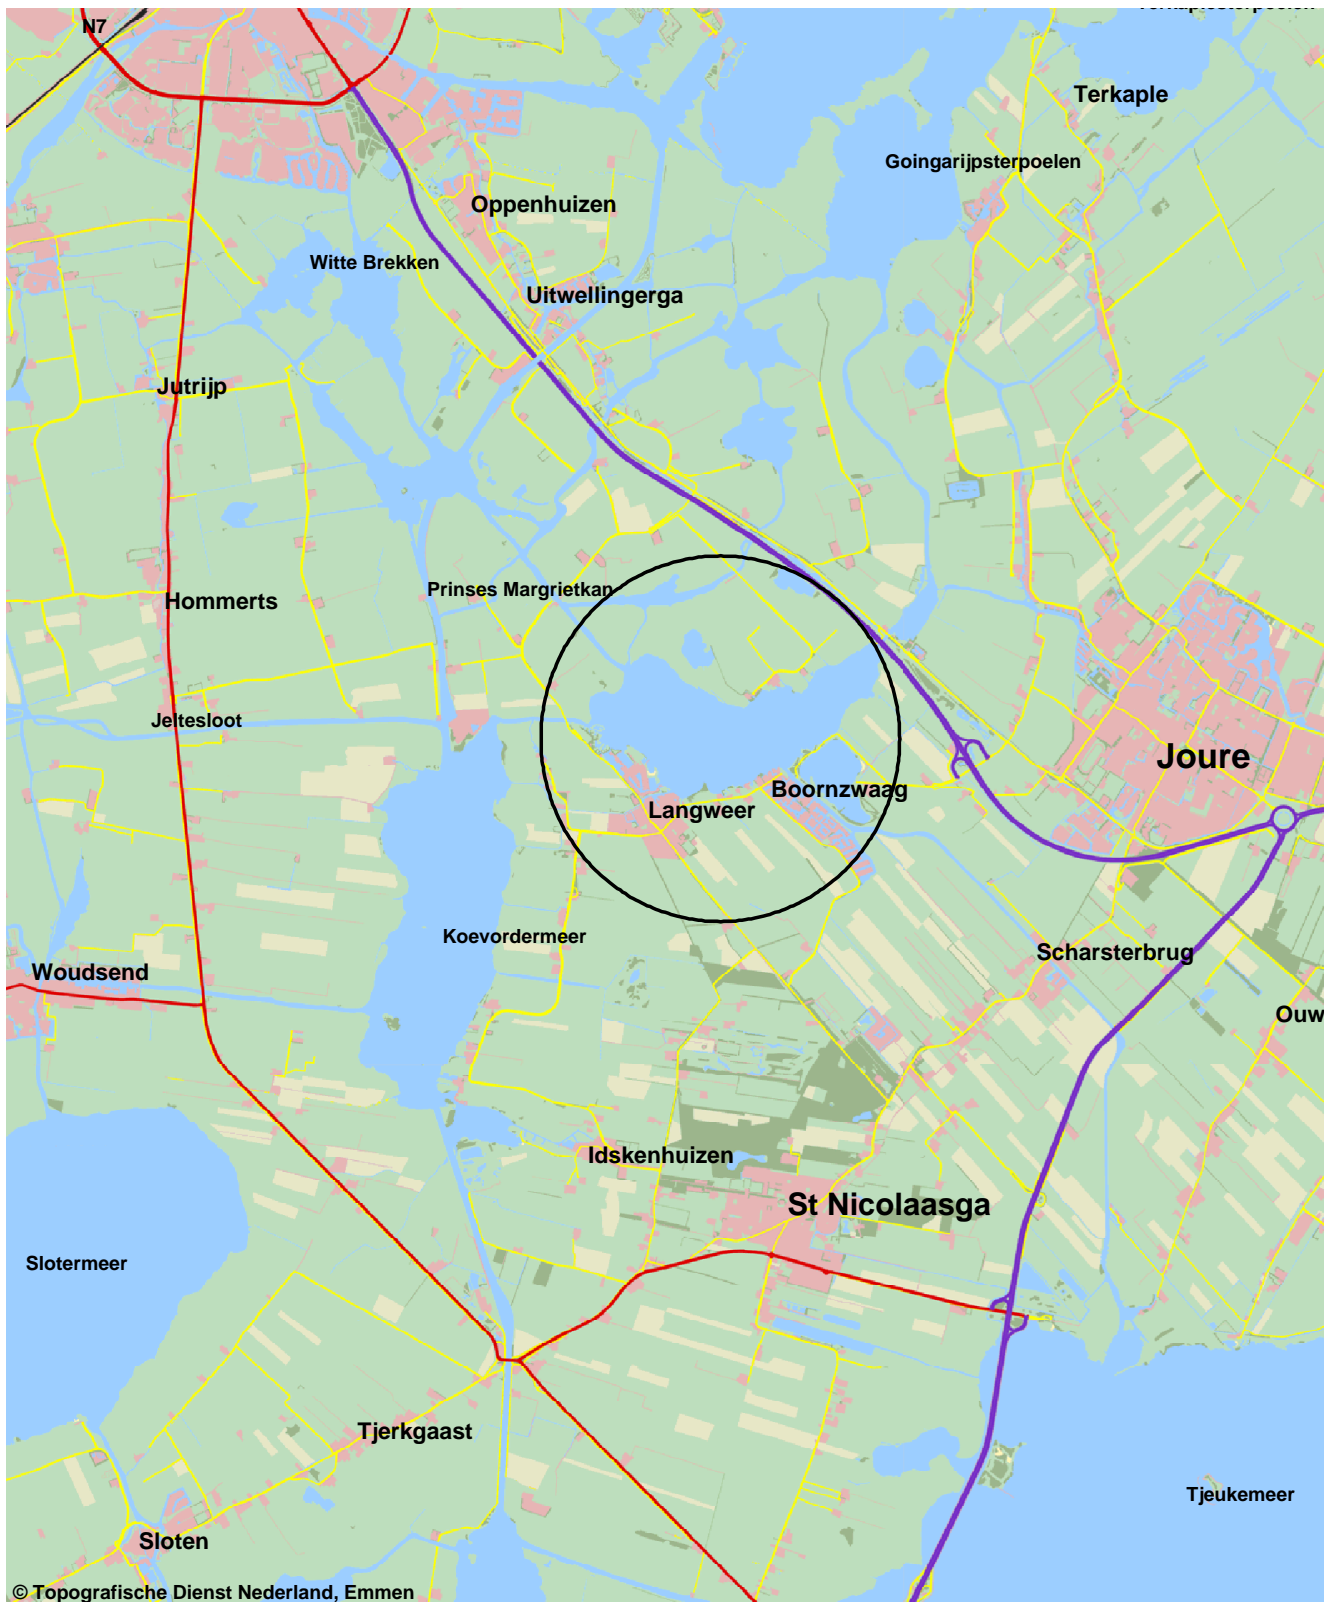 Terkaplesterpoelen
N7
Terkaple
Goingarijpsterpoelen
Oppenhuizen
Witte Brekken
Uitwellingerga
Jutrijp
Prinses Margrietkan
Hommerts
Jeltesloot
Joure
Boornzwaag
Langweer
Koevordermeer
Scharsterbrug
Woudsend
Ouw
Idskenhuizen
St Nicolaasga
Slotermeer
Tjerkgaast
Tjeukemeer
Sloten
© Topografische Dienst Nederland, Emmen